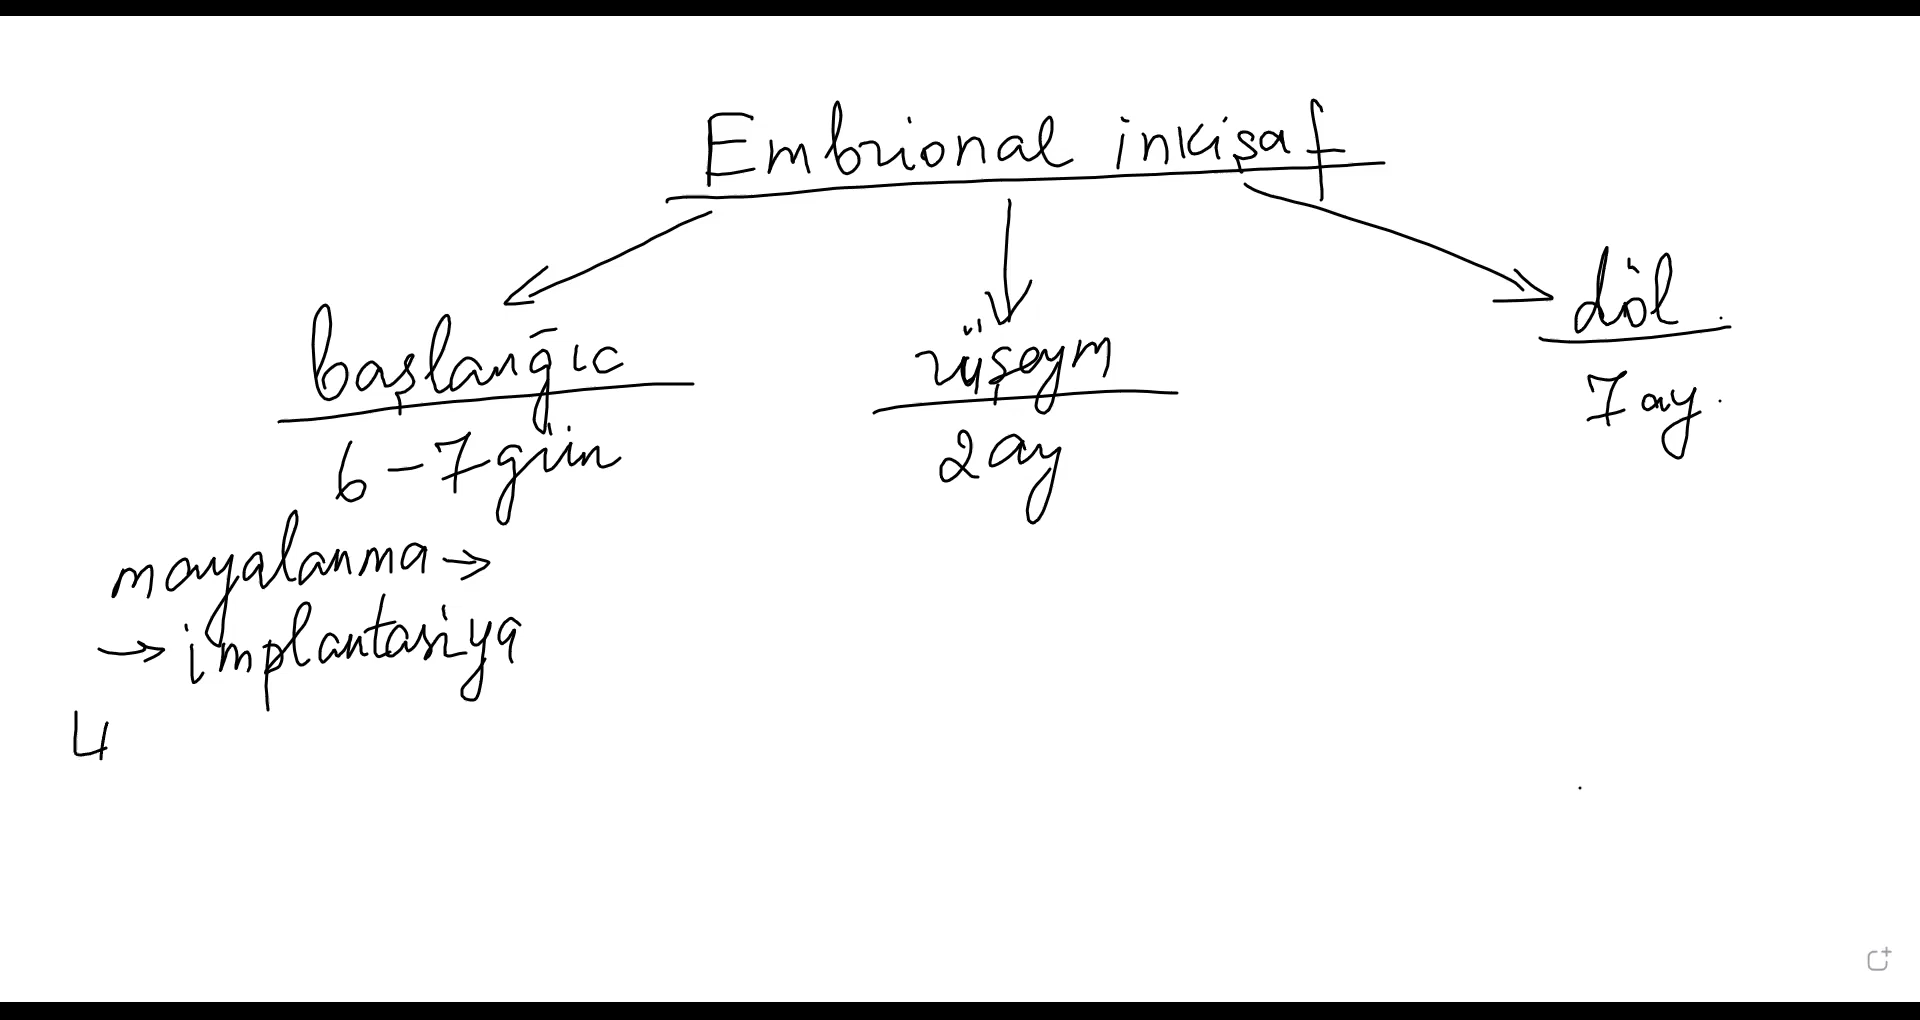 Embrional inkişaf
başlanğıc
rüşeym
döl
6-7 gün
2 ay
7 ay.
mayalanma →
→ implantasiya
4